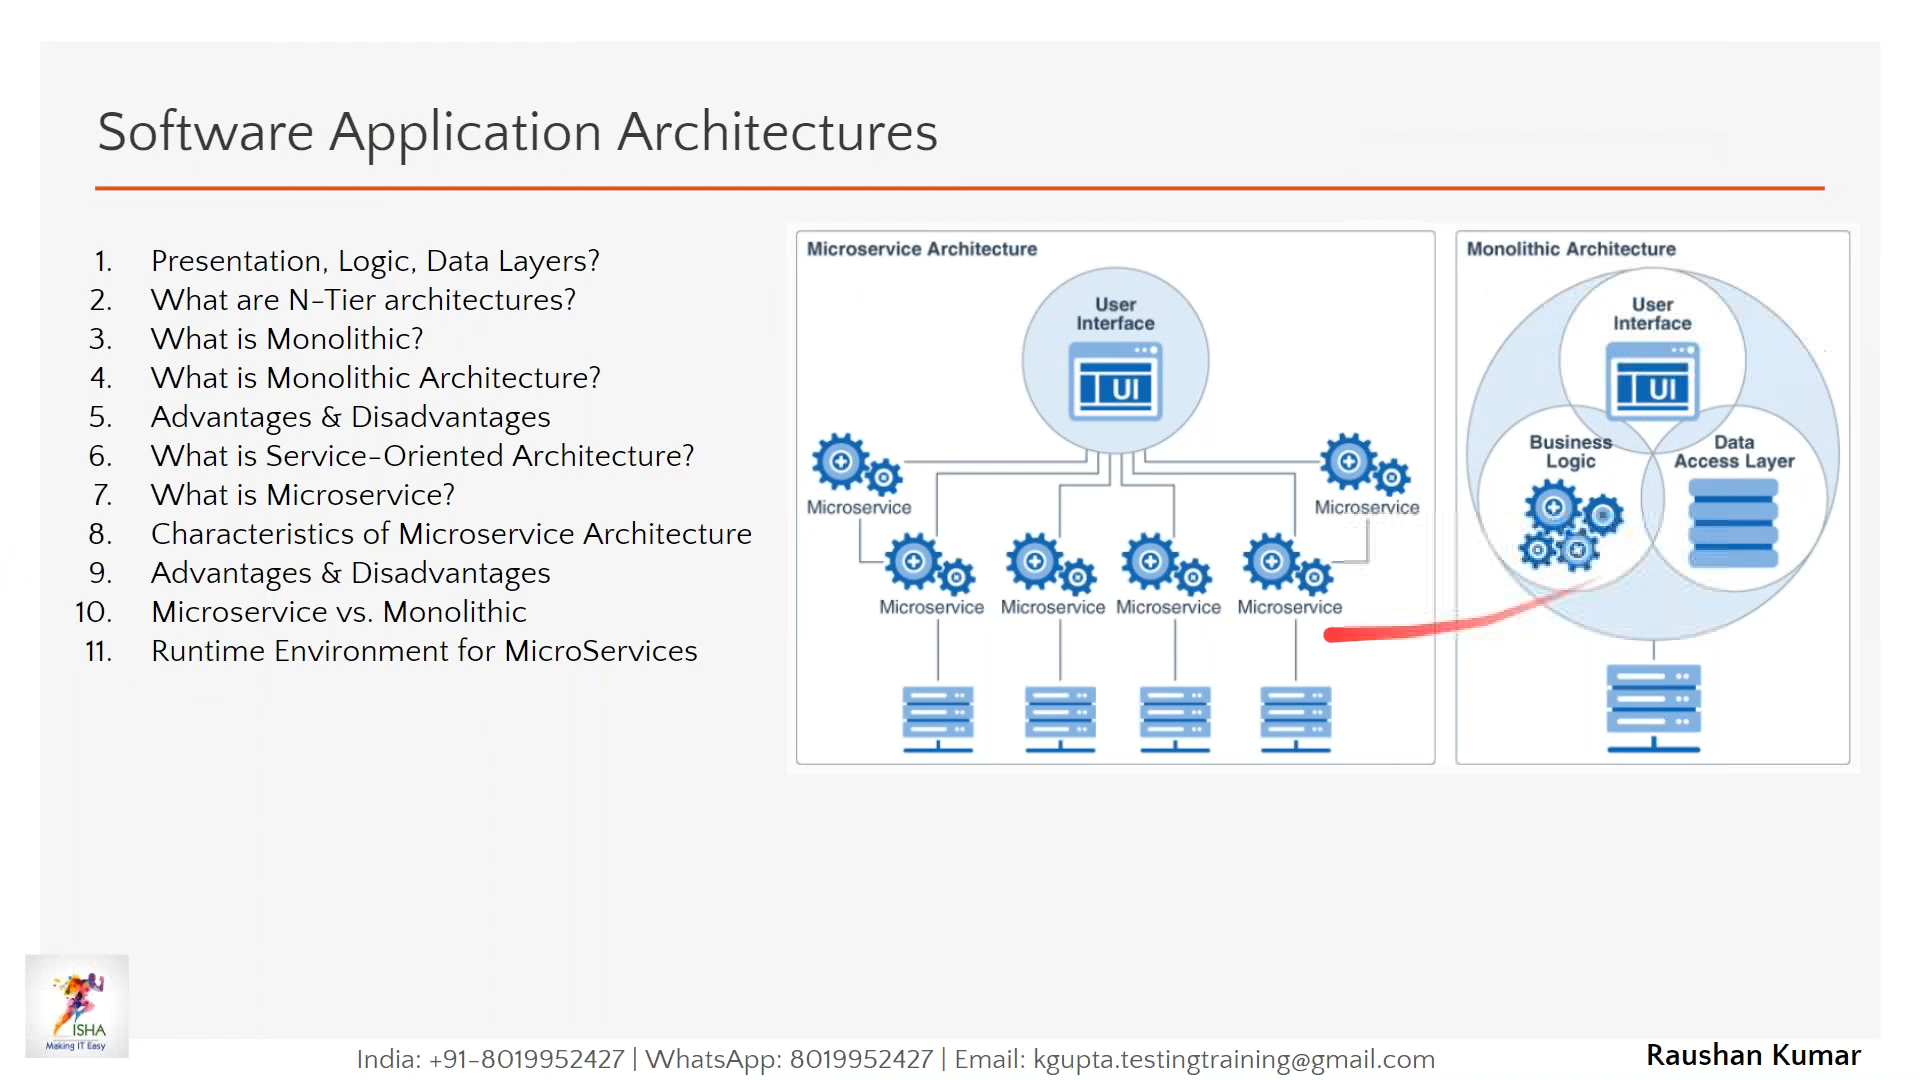 Software Application Architectures
1. Presentation, Logic, Data Layers?
2. What are N-Tier architectures?
3. What is Monolithic?
4. What is Monolithic Architecture?
5. Advantages & Disadvantages
6. What is Service-Oriented Architecture?
7. What is Microservice?
8. Characteristics of Microservice Architecture
9. Advantages & Disadvantages
10. Microservice vs. Monolithic
11. Runtime Environment for MicroServices
Microservice Architecture
User
Interface
UI
Microservice
Microservice
Microservice
Microservice
Microservice
Microservice
Monolithic Architecture
User
Interface
UI
Business
Logic
Data
Access Layer
ISHA
Making IT Easy
India: +91-8019952427 | WhatsApp: 8019952427 | Email: kgupta.testingtraining@gmail.com
Raushan Kumar